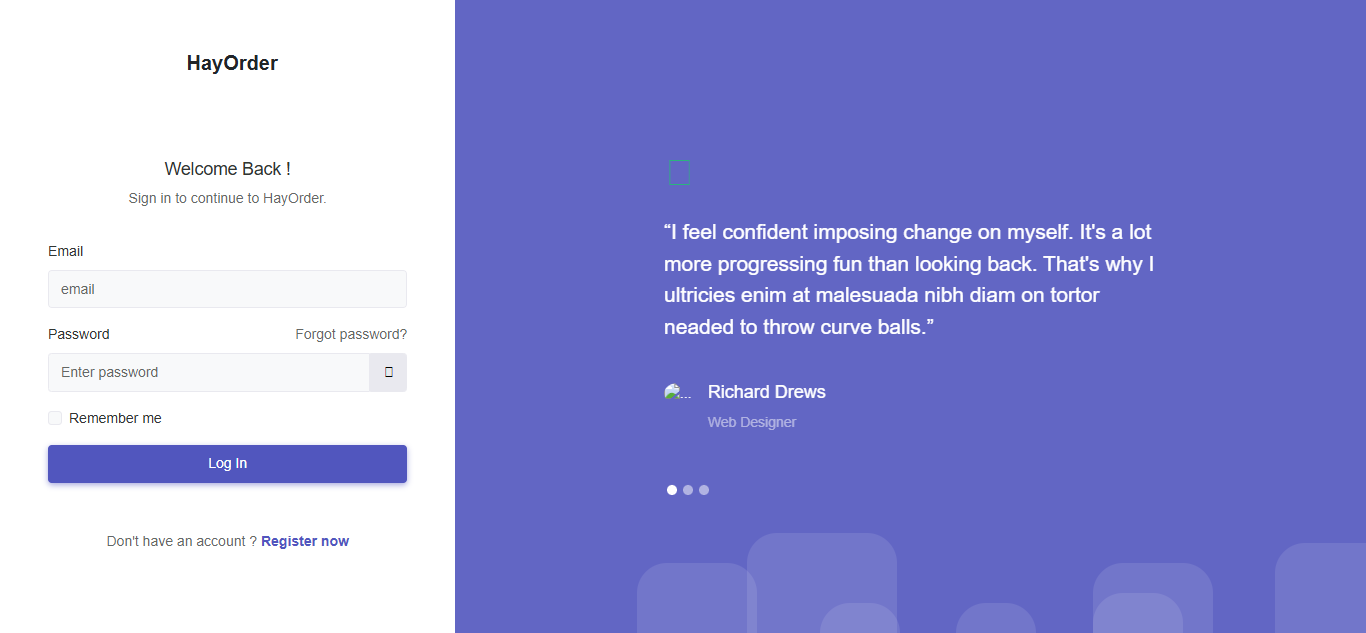 HayOrder
Welcome Back !
Sign in to continue to HayOrder.
Email
email
Password
Forgot password?
Enter password
Remember me
Log In
Don't have an account ? Register now
“I feel confident imposing change on myself. It's a lot
more progressing fun than looking back. That's why I
ultricies enim at malesuada nibh diam on tortor
neaded to throw curve balls.”
...
Richard Drews
Web Designer